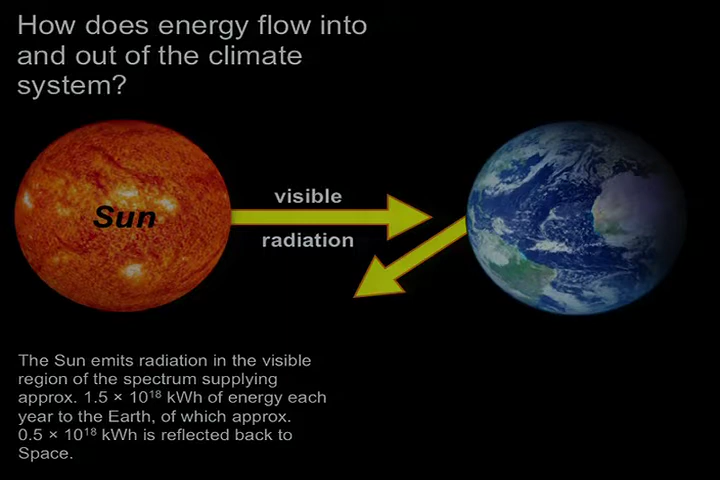 How does energy flow into
and out of the climate
system?
Sun
visible
radiation
The Sun emits radiation in the visible
region of the spectrum supplying
approx. 1.5 × 10¹⁸ kWh of energy each
year to the Earth, of which approx.
0.5 × 10¹⁸ kWh is reflected back to
Space.